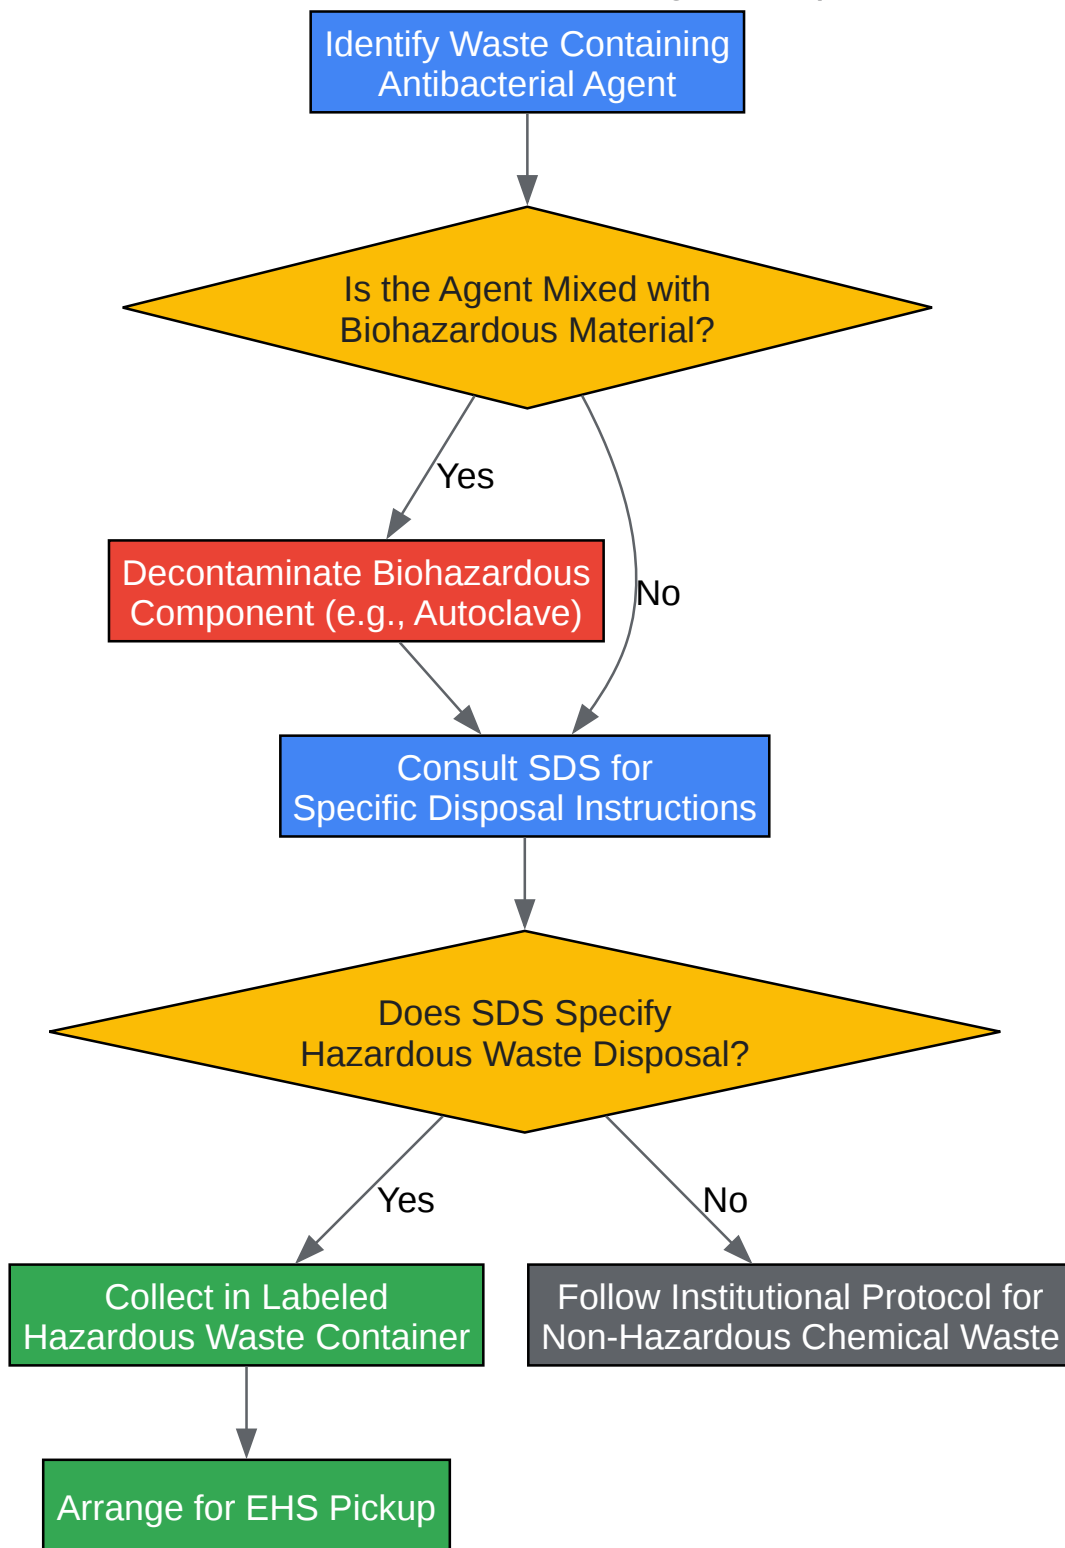 Identify Waste Containing
Antibacterial Agent
Is the Agent Mixed with
Biohazardous Material?
Yes
Decontaminate Biohazardous
Component (e.g., Autoclave)
No
Consult SDS for
Specific Disposal Instructions
Does SDS Specify
Hazardous Waste Disposal?
Yes
No
Collect in Labeled
Hazardous Waste Container
Follow Institutional Protocol for
Non-Hazardous Chemical Waste
Arrange for EHS Pickup